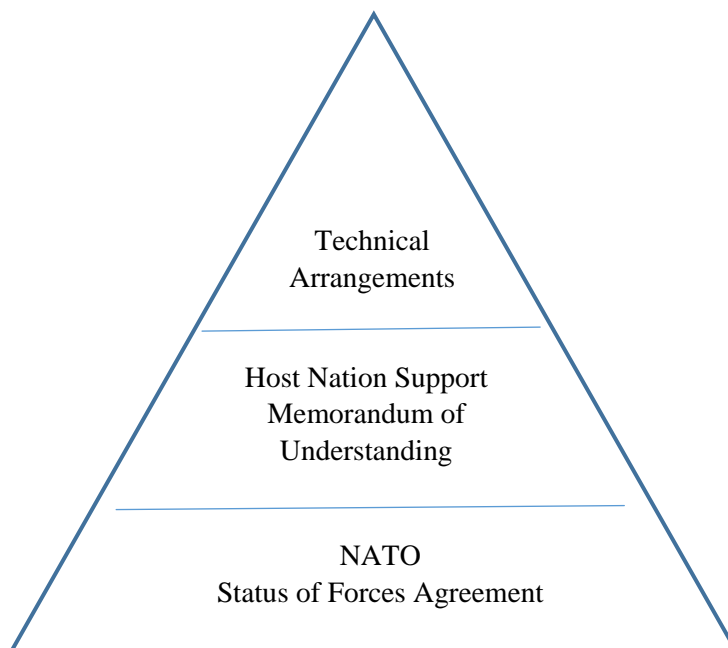 Technical
Arrangements
Host Nation Support
Memorandum of
Understanding
NATO
Status of Forces Agreement